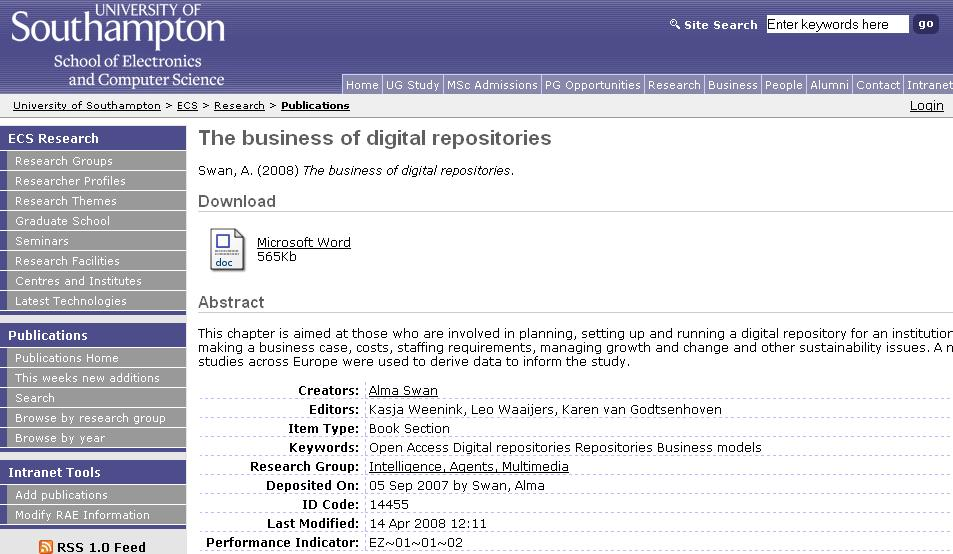 UNIVERSITY OF
Southampton
School of Electronics
and Computer Science
Site Search Enter keywords here go
Home UG Study MSc Admissions PG Opportunities Research Business People Alumni Contact Intranet
University of Southampton > ECS > Research > Publications
Login
ECS Research
Research Groups
Researcher Profiles
Research Themes
Graduate School
Seminars
Research Facilities
Centres and Institutes
Latest Technologies
Publications
Publications Home
This weeks new additions
Search
Browse by research group
Browse by year
Intranet Tools
Add publications
Modify RAE Information
RSS 1.0 Feed
The business of digital repositories
Swan, A. (2008) The business of digital repositories.
Download
doc
Microsoft Word
565Kb
Abstract
This chapter is aimed at those who are involved in planning, setting up and running a digital repository for an institution
making a business case, costs, staffing requirements, managing growth and change and other sustainability issues. A
studies across Europe were used to derive data to inform the study.
Creators: Alma Swan
Editors: Kasja Weenink, Leo Waaijers, Karen van Godtsenhoven
Item Type: Book Section
Keywords: Open Access Digital repositories Repositories Business models
Research Group: Intelligence, Agents, Multimedia
Deposited On: 05 Sep 2007 by Swan, Alma
ID Code: 14455
Last Modified: 14 Apr 2008 12:11
Performance Indicator: EZ~01~01~02